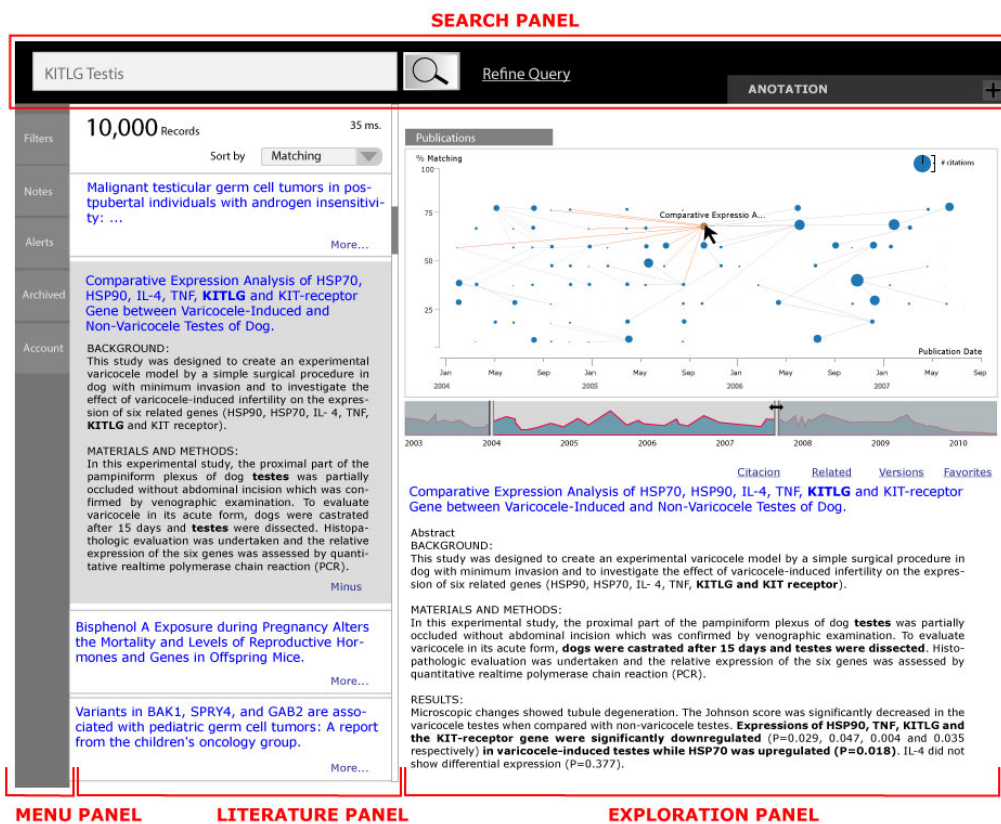 SEARCH PANEL
KITLG Testis
Refine Query
ANOTATION
Filters
Notes
Alerts
Archived
Account
10,000 Records
35 ms.
Sort by Matching
Malignant testicular germ cell tumors in pos-
tpubertal individuals with androgen insensitivi-
ty: ...
More...
Comparative Expression Analysis of HSP70,
HSP90, IL-4, TNF, KITLG and KIT-receptor
Gene between Varicocele-Induced and
Non-Varicocele Testes of Dog.
BACKGROUND:
This study was designed to create an experimental
varicocele model by a simple surgical procedure in
dog with minimum invasion and to investigate the
effect of varicocele-induced infertility on the expres-
sion of six related genes (HSP90, HSP70, IL- 4, TNF,
KITLG and KIT receptor).
MATERIALS AND METHODS:
In this experimental study, the proximal part of the
pampiniform plexus of dog testes was partially
occluded without abdominal incision which was con-
firmed by venographic examination. To evaluate
varicocele in its acute form, dogs were castrated
after 15 days and testes were dissected. Histopa-
thologic evaluation was undertaken and the relative
expression of the six genes was assessed by quanti-
tative realtime polymerase chain reaction (PCR).
Minus
Bisphenol A Exposure during Pregnancy Alters
the Mortality and Levels of Reproductive Hor-
mones and Genes in Offspring Mice.
More...
Variants in BAK1, SPRY4, and GAB2 are asso-
ciated with pediatric germ cell tumors: A report
from the children's oncology group.
More...
Publications
% Matching
100
75
50
25
# citations
Comparative Expressio A...
Publication Date
Jan May Sep Jan May Sep Jan May Sep Jan May Sep
2004 2005 2006 2007
2003 2004 2005 2006 2007 2008 2009 2010
Citacion Related Versions Favorites
Comparative Expression Analysis of HSP70, HSP90, IL-4, TNF, KITLG and KIT-receptor
Gene between Varicocele-Induced and Non-Varicocele Testes of Dog.
Abstract
BACKGROUND:
This study was designed to create an experimental varicocele model by a simple surgical procedure in
dog with minimum invasion and to investigate the effect of varicocele-induced infertility on the expres-
sion of six related genes (HSP90, HSP70, IL- 4, TNF, KITLG and KIT receptor).
MATERIALS AND METHODS:
In this experimental study, the proximal part of the pampiniform plexus of dog testes was partially
occluded without abdominal incision which was confirmed by venographic examination. To evaluate
varicocele in its acute form, dogs were castrated after 15 days and testes were dissected. Histo-
pathologic evaluation was undertaken and the relative expression of the six genes was assessed by
quantitative realtime polymerase chain reaction (PCR).
RESULTS:
Microscopic changes showed tubule degeneration. The Johnson score was significantly decreased in the
varicocele testes when compared with non-varicocele testes. Expressions of HSP90, TNF, KITLG and
the KIT-receptor gene were significantly downregulated (P=0.029, 0.047, 0.004 and 0.035
respectively) in varicocele-induced testes while HSP70 was upregulated (P=0.018). IL-4 did not
show differential expression (P=0.377).
MENU PANEL
LITERATURE PANEL
EXPLORATION PANEL